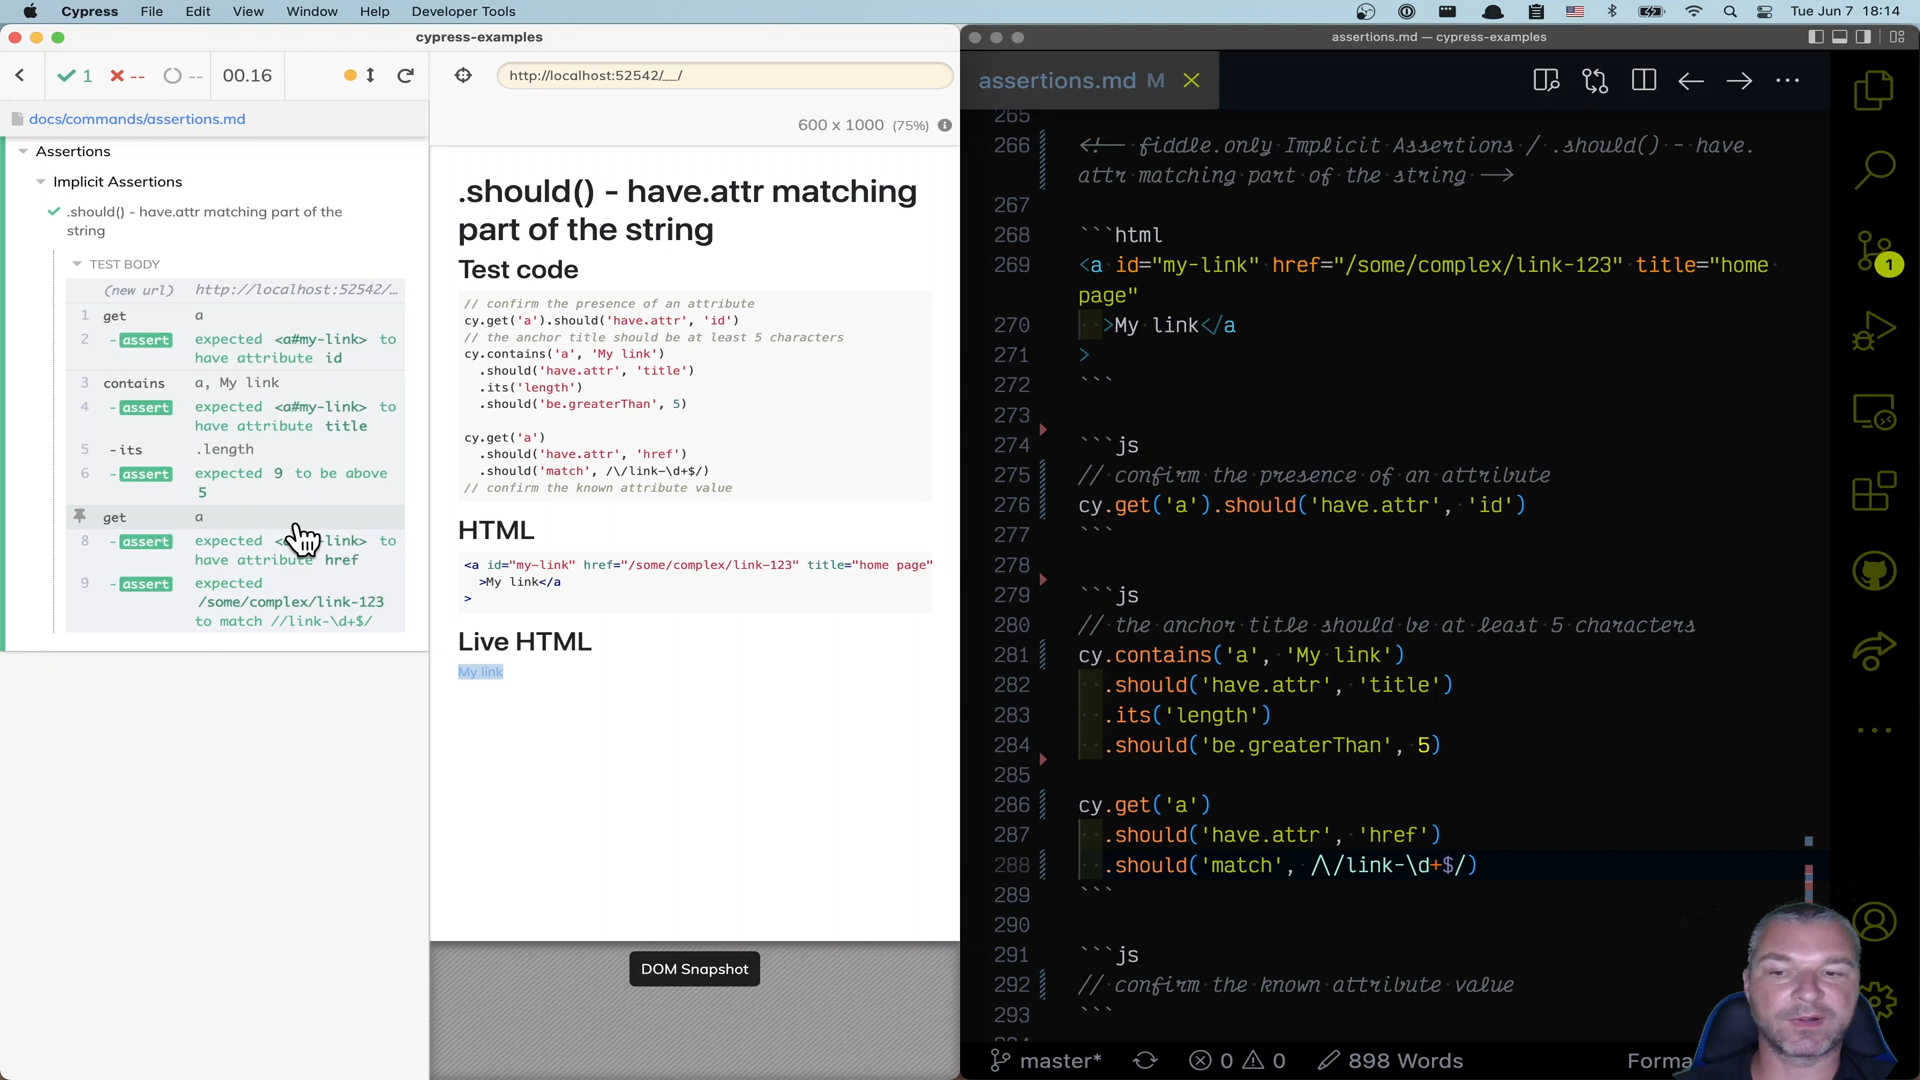 Cypress File Edit View Window Help Developer Tools
Tue Jun 7 18:14
cypress-examples
1 -- -- 00.16
http://localhost:52542/__/
docs/commands/assertions.md
600 x 1000 (75%)
Assertions
Implicit Assertions
.should() - have.attr matching part of the
string
TEST BODY
(new url) http://localhost:52542/…
1 get a
2 -assert expected <a#my-link> to
have attribute id
3 contains a, My link
4 -assert expected <a#my-link> to
have attribute title
5 -its .length
6 -assert expected 9 to be above
5
get a
8 -assert expected link> to
have attribute href
9 -assert expected
/some/complex/link-123
to match //link-\d+$/
.should() - have.attr matching
part of the string
Test code
// confirm the presence of an attribute
cy.get('a').should('have.attr', 'id')
// the anchor title should be at least 5 characters
cy.contains('a', 'My link')
.should('have.attr', 'title')
.its('length')
.should('be.greaterThan', 5)
cy.get('a')
.should('have.attr', 'href')
.should('match', /\/link-\d+$/)
// confirm the known attribute value
HTML
<a id="my-link" href="/some/complex/link-123" title="home page"
>My link</a
>
Live HTML
My link
DOM Snapshot
assertions.md — cypress-examples
assertions.md M
265
266 <!-- fiddle.only Implicit Assertions / .should() - have.
attr matching part of the string -->
267
268 ```html
269 <a id="my-link" href="/some/complex/link-123" title="home
page"
270 >My link</a
271 >
272 ```
273
274 ```js
275 // confirm the presence of an attribute
276 cy.get('a').should('have.attr', 'id')
277 ```
278
279 ```js
280 // the anchor title should be at least 5 characters
281 cy.contains('a', 'My link')
282 .should('have.attr', 'title')
283 .its('length')
284 .should('be.greaterThan', 5)
285
286 cy.get('a')
287 .should('have.attr', 'href')
288 .should('match', /\/link-\d+$/)
289 ```
290
291 ```js
292 // confirm the known attribute value
293 ```
1
master* 0 0 898 Words Forma